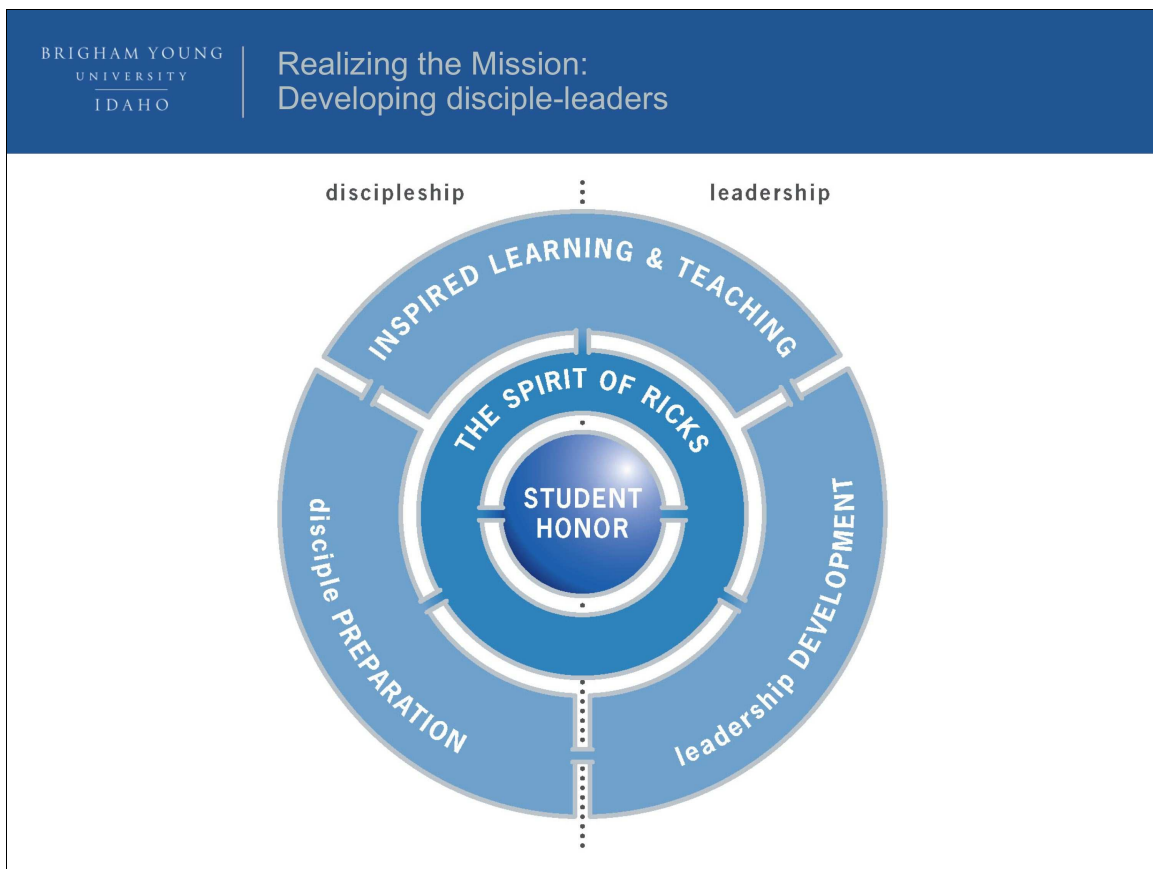 BRIGHAM YOUNG
UNIVERSITY
IDAHO
Realizing the Mission:
Developing disciple-leaders
discipleship
leadership
INSPIRED LEARNING & TEACHING
THE SPIRIT OF RICKS
STUDENT
HONOR
disciple PREPARATION
leadership DEVELOPMENT